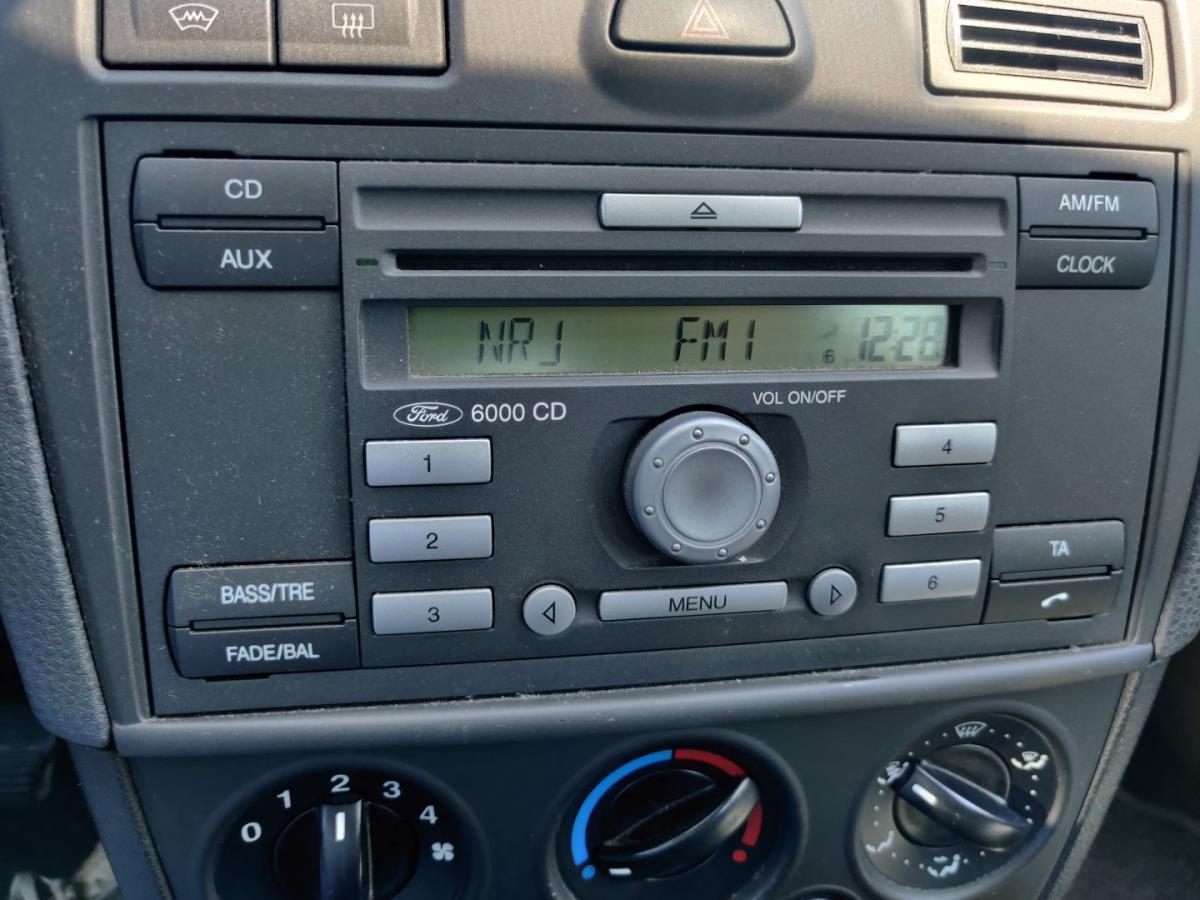 CD
AUX
AM/FM
CLOCK
NRJ FM1 6 12:28
Ford 6000 CD
VOL ON/OFF
1
2
3
4
5
6
MENU
BASS/TRE
FADE/BAL
TA
0 1 2 3 4